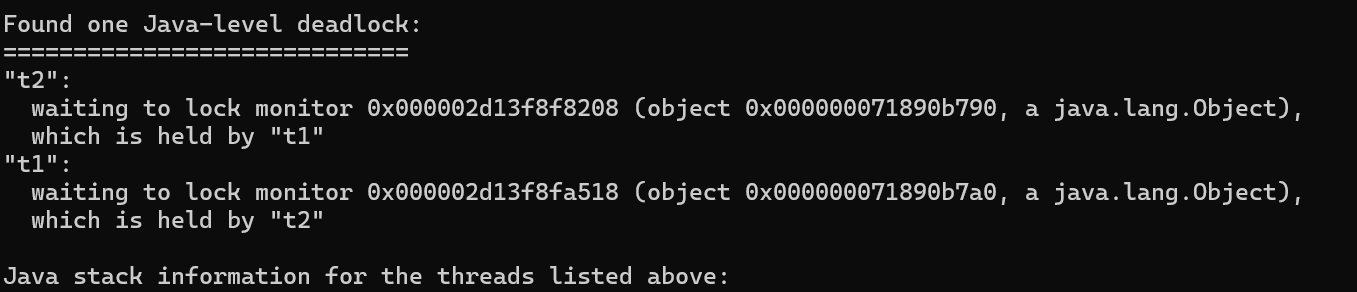 Found one Java-level deadlock:
=============================
"t2":
  waiting to lock monitor 0x000002d13f8f8208 (object 0x000000071890b790, a java.lang.Object),
  which is held by "t1"
"t1":
  waiting to lock monitor 0x000002d13f8fa518 (object 0x000000071890b7a0, a java.lang.Object),
  which is held by "t2"

Java stack information for the threads listed above: